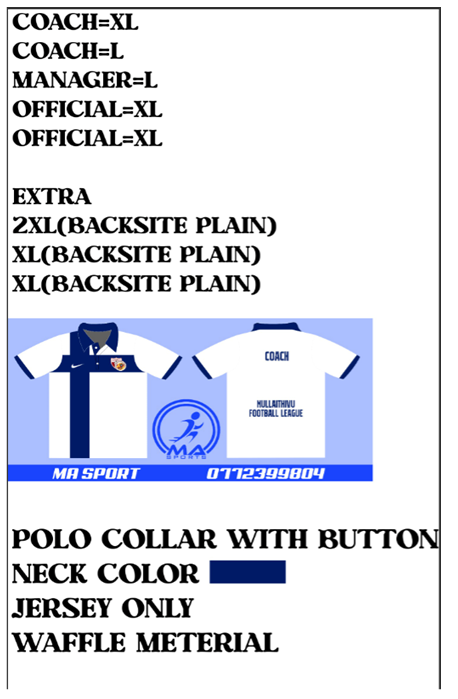 COACH=XL
COACH=L
MANAGER=L
OFFICIAL=XL
OFFICIAL=XL
EXTRA
2XL(BACKSITE PLAIN)
XL(BACKSITE PLAIN)
XL(BACKSITE PLAIN)
COACH
MULLAITHIVU
FOOTBALL LEAGUE
MA
SPORTS
MA SPORT
0772399804
POLO COLLAR WITH BUTTON
NECK COLOR
JERSEY ONLY
WAFFLE METERIAL